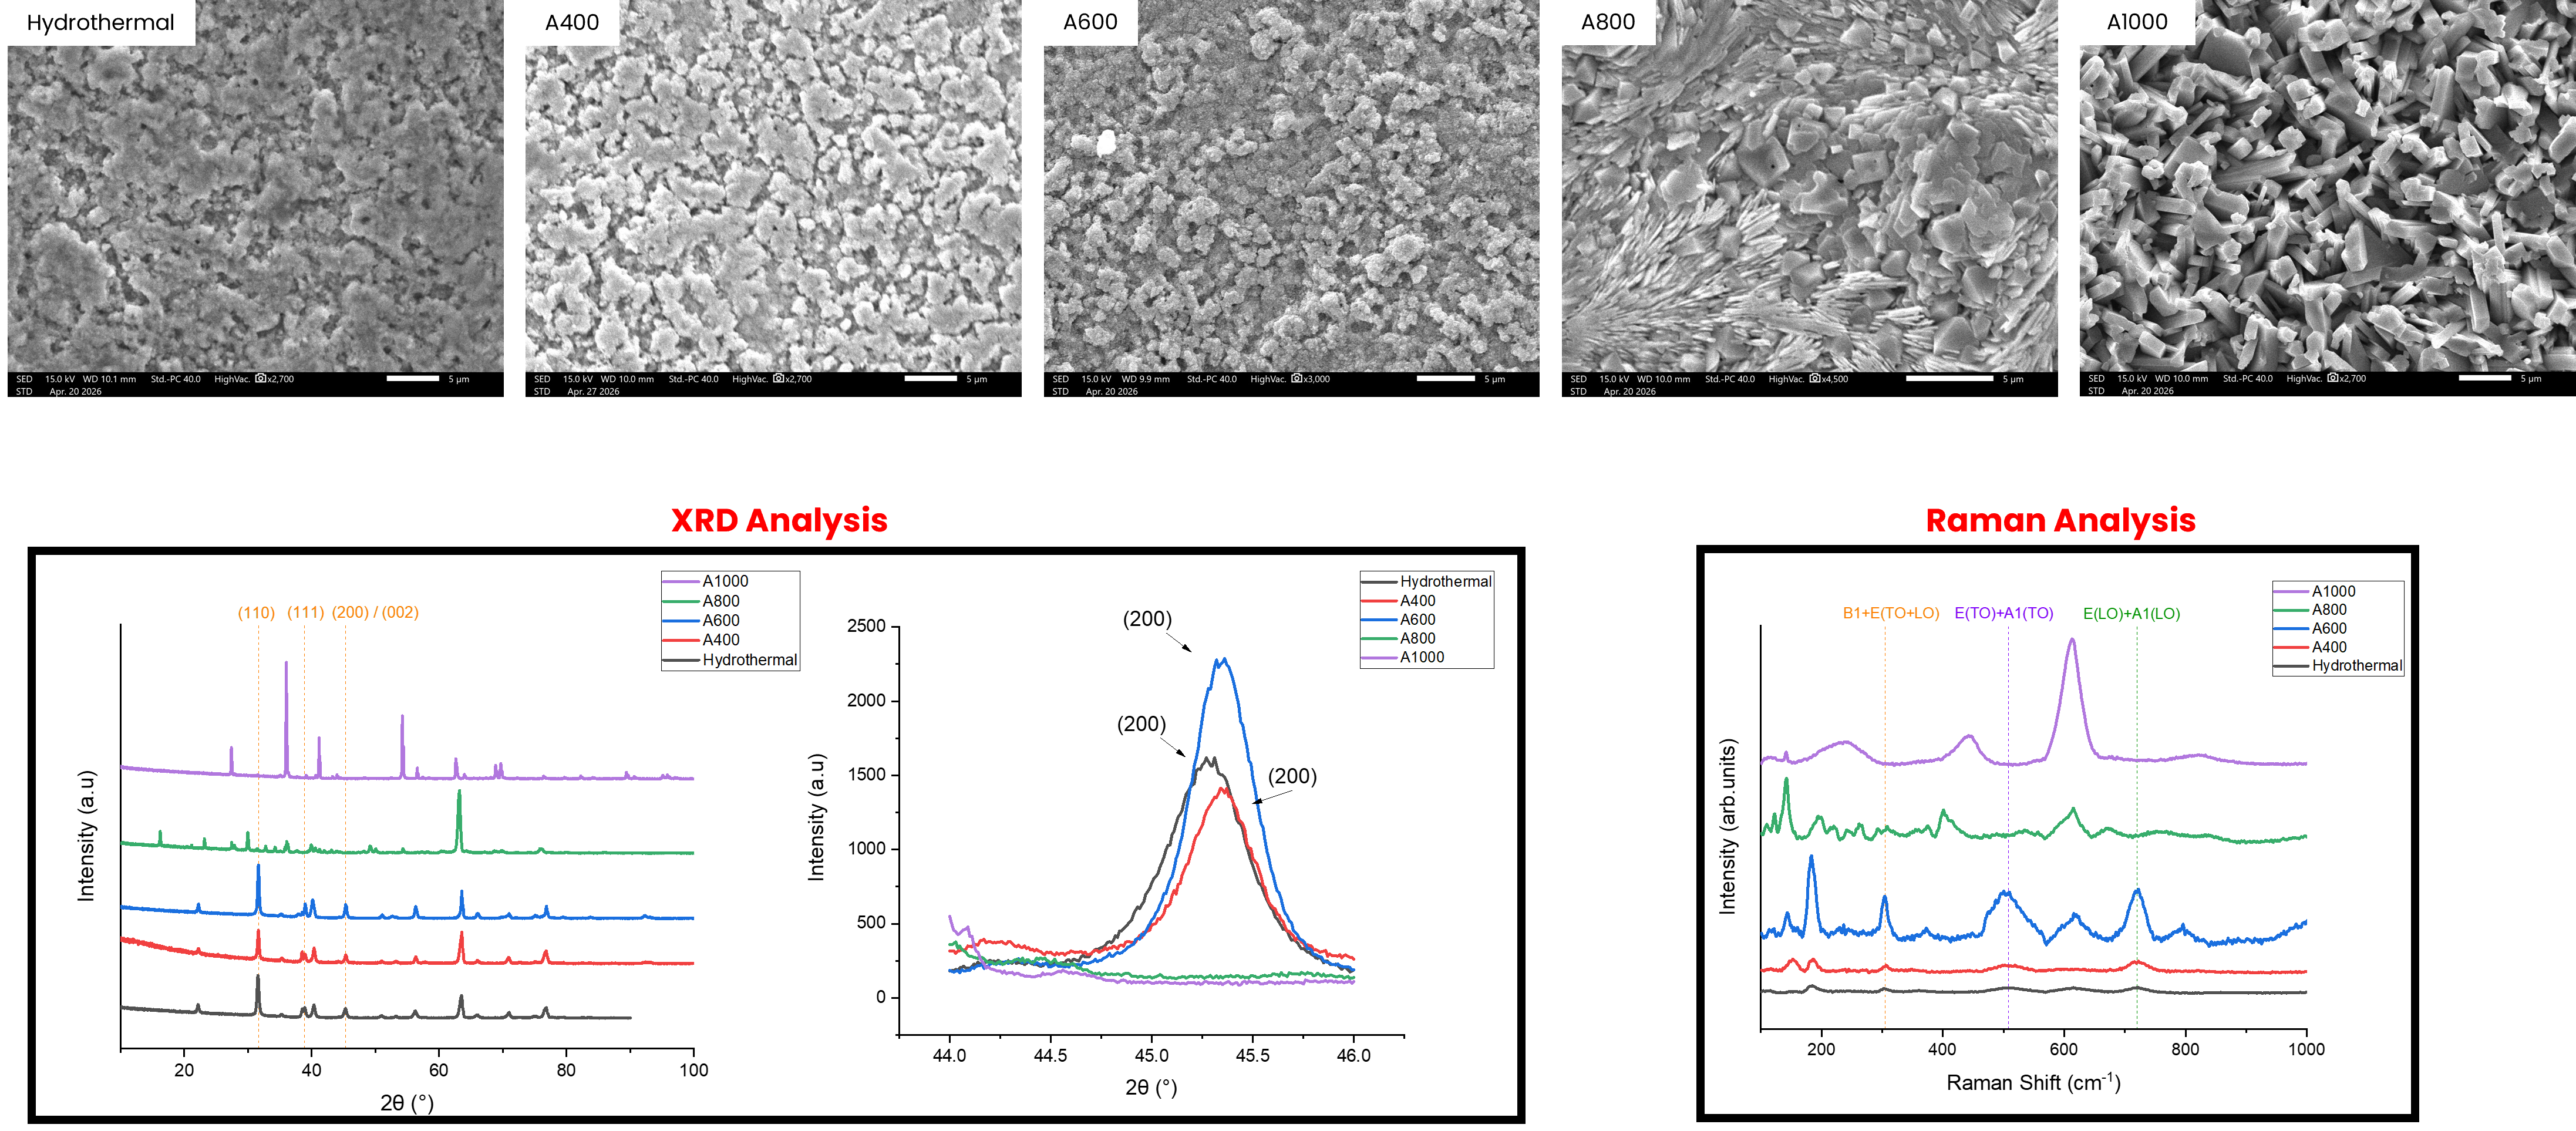 Hydrothermal
A400
A600
A800
A1000
SED 15.0 kV WD 10.1 mm Std.-PC 40.0 HighVac. x2,700 5 µm
STD Apr. 20 2026
SED 15.0 kV WD 10.0 mm Std.-PC 40.0 HighVac. x2,700 5 µm
STD Apr. 27 2026
SED 15.0 kV WD 9.9 mm Std.-PC 40.0 HighVac. x3,000 5 µm
STD Apr. 20 2026
SED 15.0 kV WD 10.0 mm Std.-PC 40.0 HighVac. x4,500 5 µm
STD Apr. 20 2026
SED 15.0 kV WD 10.0 mm Std.-PC 40.0 HighVac. x2,700 5 µm
STD Apr. 20 2026
XRD Analysis
A1000
A800
A600
A400
Hydrothermal
(110) (111) (200) / (002)
Intensity (a.u)
20 40 60 80 100
2θ (°)
Hydrothermal
A400
A600
A800
A1000
(200)
(200)
(200)
2500
2000
1500
1000
500
0
Intensity (a.u)
44.0 44.5 45.0 45.5 46.0
2θ (°)
Raman Analysis
A1000
A800
A600
A400
Hydrothermal
B1+E(TO+LO) E(TO)+A1(TO) E(LO)+A1(LO)
Intensity (arb.units)
200 400 600 800 1000
Raman Shift (cm⁻¹)